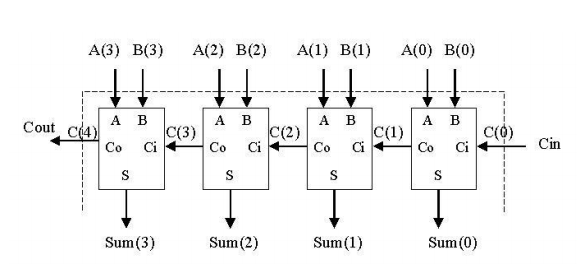 A(3) B(3) A(2) B(2) A(1) B(1) A(0) B(0)
A B A B A B A B
Cout C(4) C(3) C(2) C(1) C(0) Cin
Co Ci Co Ci Co Ci Co Ci
S S S S
Sum(3) Sum(2) Sum(1) Sum(0)